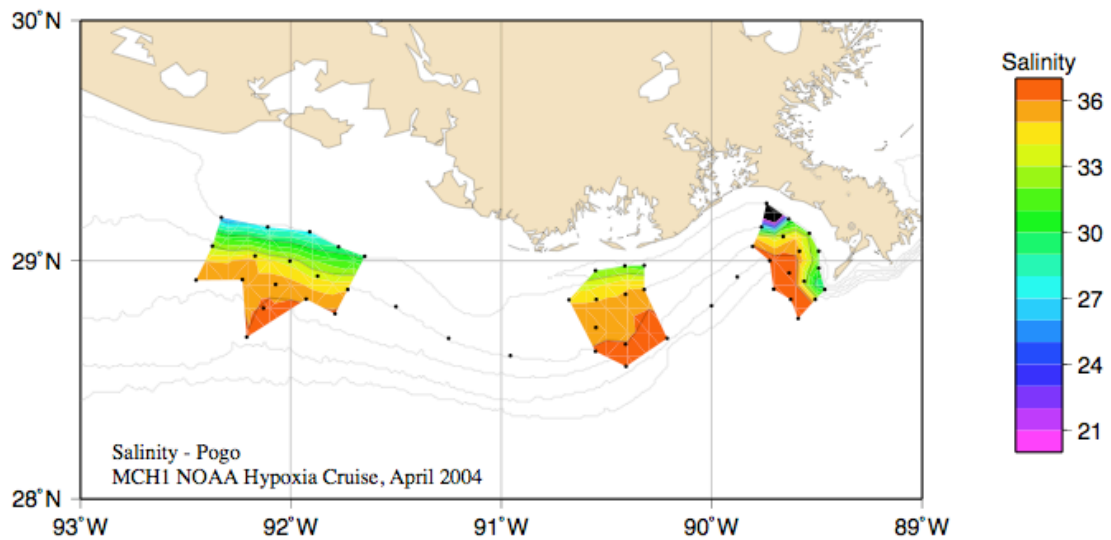 30°N
29°N
28°N
93°W
92°W
91°W
90°W
89°W
Salinity - Pogo
MCH1 NOAA Hypoxia Cruise, April 2004
Salinity
36
33
30
27
24
21